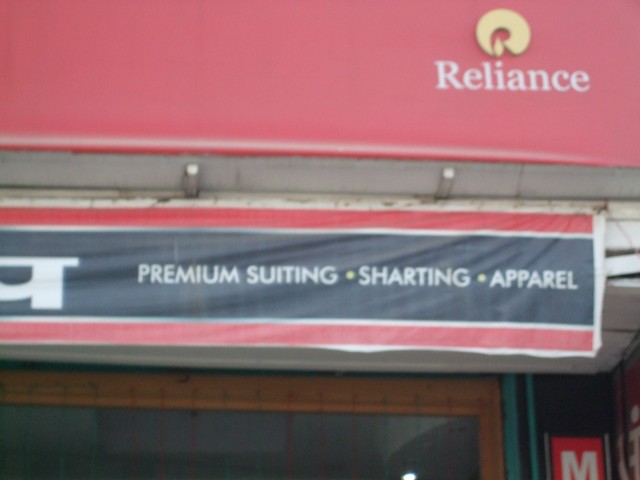 Reliance
PREMIUM SUITING • SHARTING • APPAREL
M